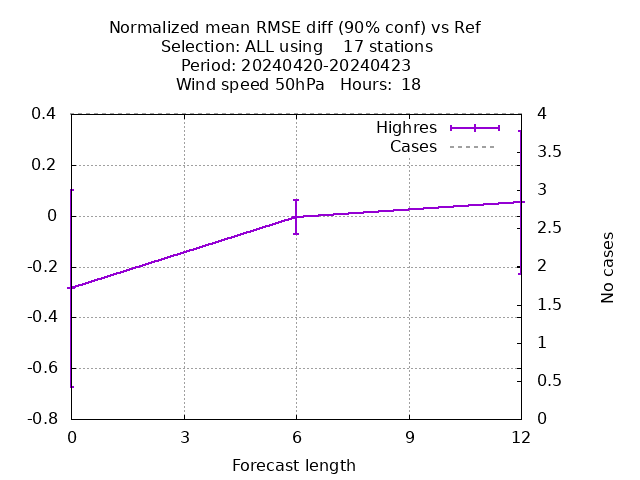 Normalized mean RMSE diff (90% conf) vs Ref
Selection: ALL using    17 stations
Period: 20240420-20240423
Wind speed 50hPa   Hours:  18
Highres
Cases
0.4
0.2
0
-0.2
-0.4
-0.6
-0.8
4
3.5
3
2.5
2
1.5
1
0.5
0
No cases
0 3 6 9 12
Forecast length